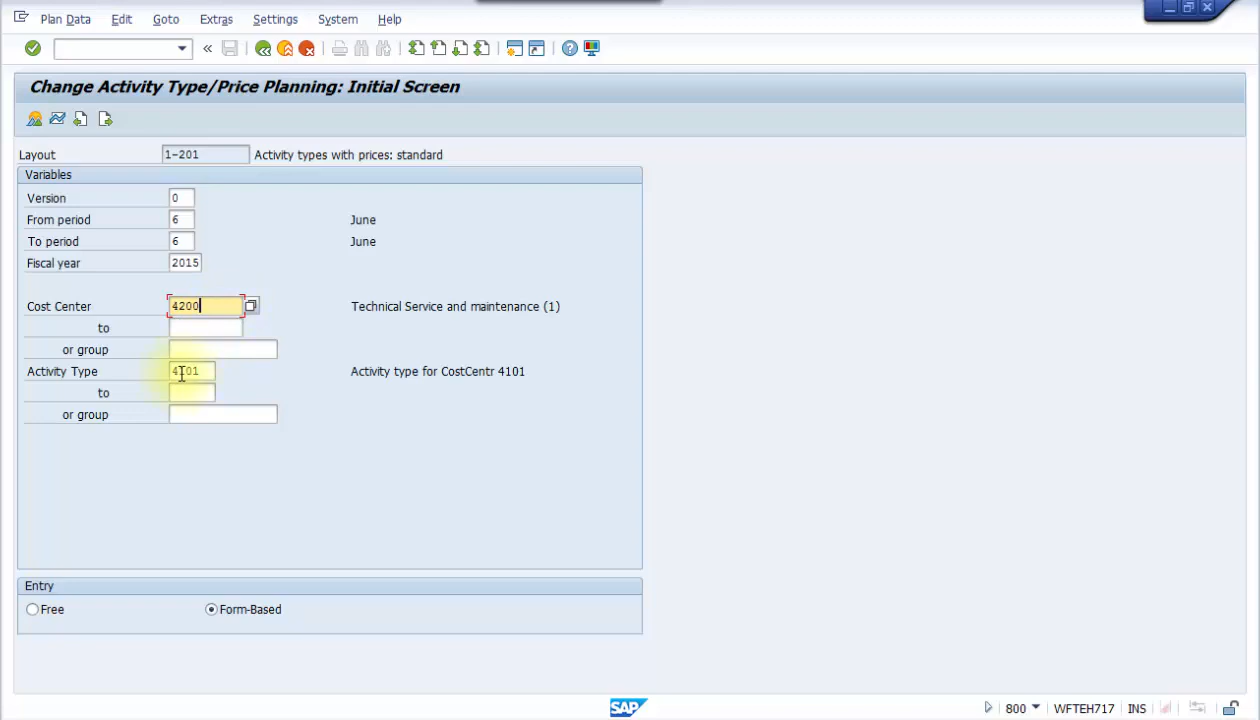 Plan Data Edit Goto Extras Settings System Help
Change Activity Type/Price Planning: Initial Screen
Layout 1-201 Activity types with prices: standard
Variables
Version 0
From period 6 June
To period 6 June
Fiscal year 2015
Cost Center 4200 Technical Service and maintenance (1)
to
or group
Activity Type 4101 Activity type for CostCentr 4101
to
or group
Entry
Free Form-Based
SAP 800 WFTEH717 INS